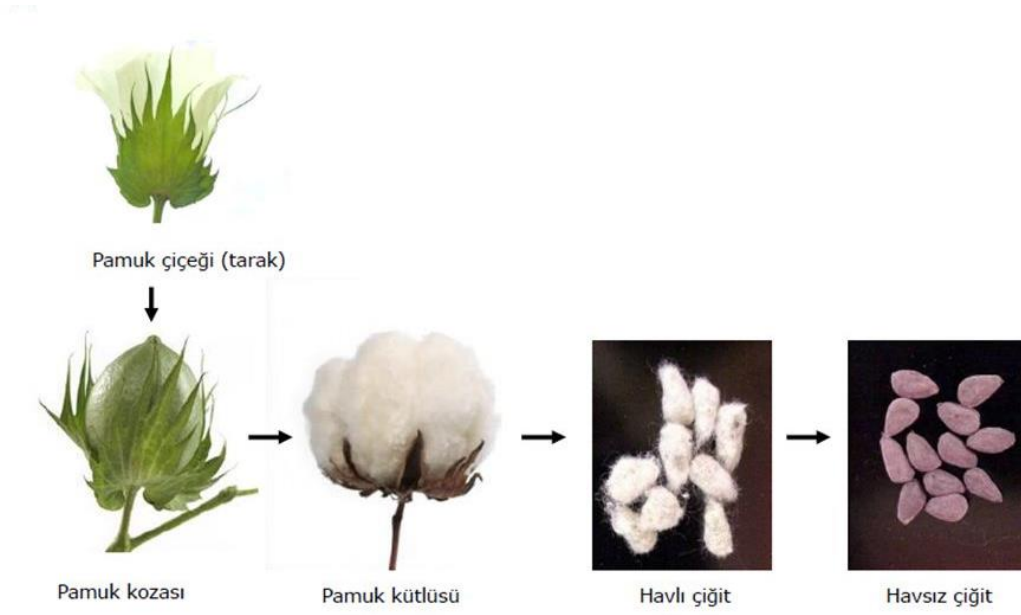 Pamuk çiçeği (tarak)
Pamuk kozası
Pamuk kütlüsü
Havlı çiğit
Havsız çiğit